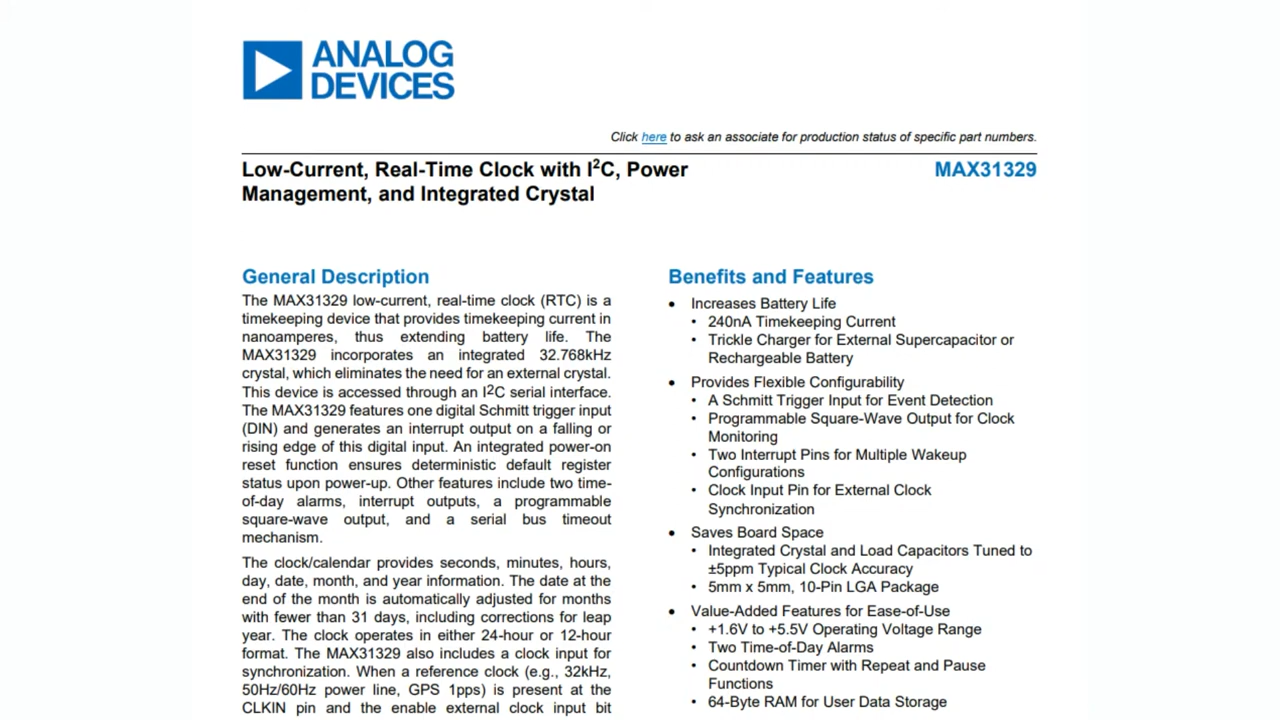 ANALOG
DEVICES
Click here to ask an associate for production status of specific part numbers.
Low-Current, Real-Time Clock with I²C, Power
Management, and Integrated Crystal
MAX31329
General Description
The MAX31329 low-current, real-time clock (RTC) is a
timekeeping device that provides timekeeping current in
nanoamperes, thus extending battery life. The
MAX31329 incorporates an integrated 32.768kHz
crystal, which eliminates the need for an external crystal.
This device is accessed through an I²C serial interface.
The MAX31329 features one digital Schmitt trigger input
(DIN) and generates an interrupt output on a falling or
rising edge of this digital input. An integrated power-on
reset function ensures deterministic default register
status upon power-up. Other features include two time-
of-day alarms, interrupt outputs, a programmable
square-wave output, and a serial bus timeout
mechanism.
The clock/calendar provides seconds, minutes, hours,
day, date, month, and year information. The date at the
end of the month is automatically adjusted for months
with fewer than 31 days, including corrections for leap
year. The clock operates in either 24-hour or 12-hour
format. The MAX31329 also includes a clock input for
synchronization. When a reference clock (e.g., 32kHz,
50Hz/60Hz power line, GPS 1pps) is present at the
CLKIN pin and the enable external clock input bit
Benefits and Features
● Increases Battery Life
• 240nA Timekeeping Current
• Trickle Charger for External Supercapacitor or
Rechargeable Battery
● Provides Flexible Configurability
• A Schmitt Trigger Input for Event Detection
• Programmable Square-Wave Output for Clock
Monitoring
• Two Interrupt Pins for Multiple Wakeup
Configurations
• Clock Input Pin for External Clock
Synchronization
● Saves Board Space
• Integrated Crystal and Load Capacitors Tuned to
±5ppm Typical Clock Accuracy
• 5mm x 5mm, 10-Pin LGA Package
● Value-Added Features for Ease-of-Use
• +1.6V to +5.5V Operating Voltage Range
• Two Time-of-Day Alarms
• Countdown Timer with Repeat and Pause
Functions
• 64-Byte RAM for User Data Storage